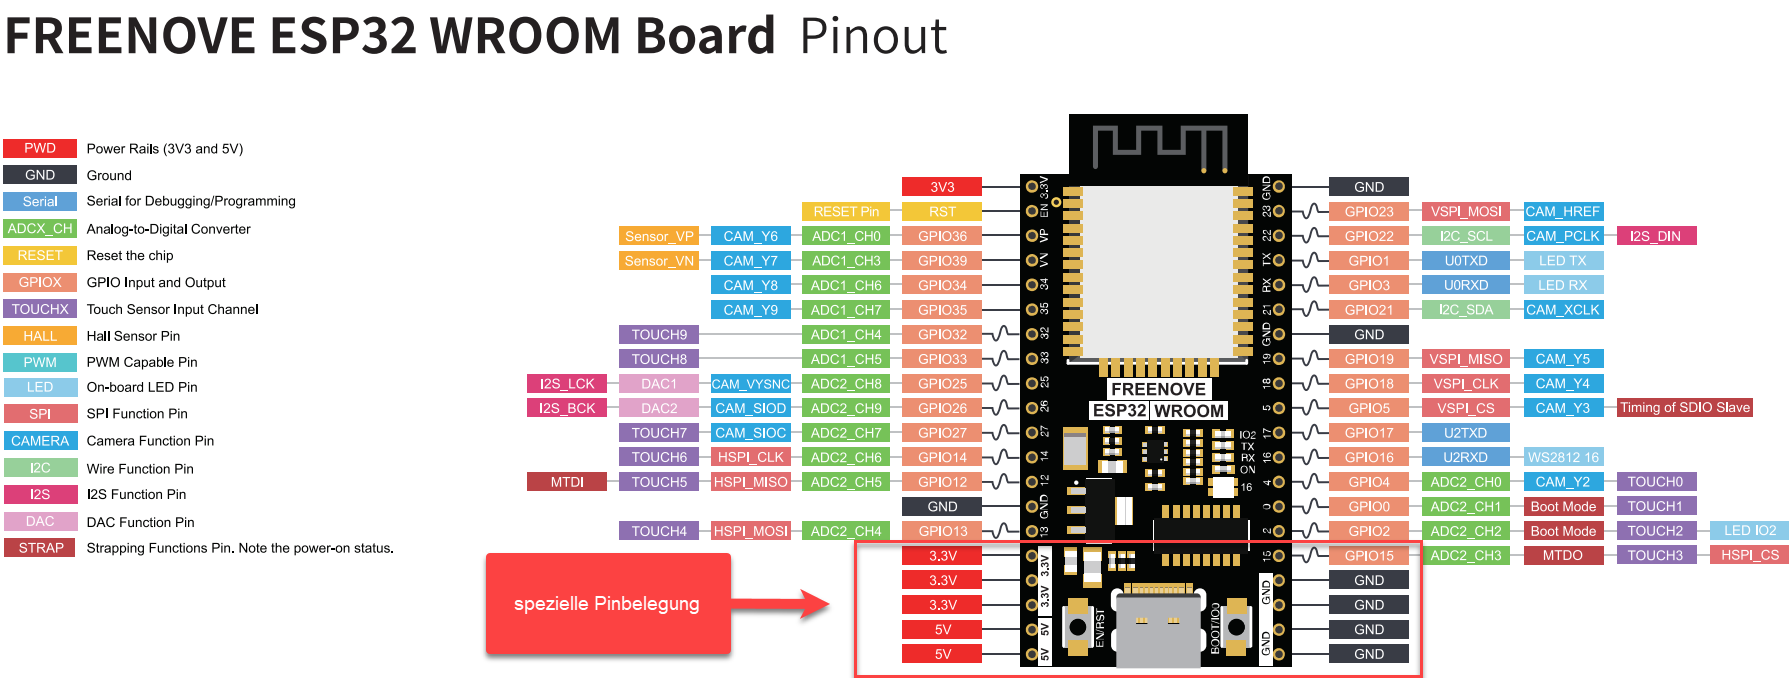 FREENOVE ESP32 WROOM Board Pinout
PWD Power Rails (3V3 and 5V)
GND Ground
Serial Serial for Debugging/Programming
ADCX_CH Analog-to-Digital Converter
RESET Reset the chip
GPIOX GPIO Input and Output
TOUCHX Touch Sensor Input Channel
HALL Hall Sensor Pin
PWM PWM Capable Pin
LED On-board LED Pin
SPI SPI Function Pin
CAMERA Camera Function Pin
I2C Wire Function Pin
I2S I2S Function Pin
DAC DAC Function Pin
STRAP Strapping Functions Pin. Note the power-on status.
3V3 3.3V GND GND
RESET Pin RST EN 23 GPIO23 VSPI_MOSI CAM_HREF
Sensor_VP CAM_Y6 ADC1_CH0 GPIO36 VP 22 GPIO22 I2C_SCL CAM_PCLK I2S_DIN
Sensor_VN CAM_Y7 ADC1_CH3 GPIO39 VN TX GPIO1 U0TXD LED TX
CAM_Y8 ADC1_CH6 GPIO34 34 RX GPIO3 U0RXD LED RX
CAM_Y9 ADC1_CH7 GPIO35 35 21 GPIO21 I2C_SDA CAM_XCLK
TOUCH9 ADC1_CH4 GPIO32 32 GND GND
TOUCH8 ADC1_CH5 GPIO33 33 19 GPIO19 VSPI_MISO CAM_Y5
I2S_LCK DAC1 CAM_VYSNC ADC2_CH8 GPIO25 25 18 GPIO18 VSPI_CLK CAM_Y4
FREENOVE
I2S_BCK DAC2 CAM_SIOD ADC2_CH9 GPIO26 26 ESP32 WROOM 5 GPIO5 VSPI_CS CAM_Y3 Timing of SDIO Slave
TOUCH7 CAM_SIOC ADC2_CH7 GPIO27 27 IO2 17 GPIO17 U2TXD
TX
TOUCH6 HSPI_CLK ADC2_CH6 GPIO14 14 RX 16 GPIO16 U2RXD WS2812 16
ON
MTDI TOUCH5 HSPI_MISO ADC2_CH5 GPIO12 12 16 4 GPIO4 ADC2_CH0 CAM_Y2 TOUCH0
GND GND 0 GPIO0 ADC2_CH1 Boot Mode TOUCH1
TOUCH4 HSPI_MOSI ADC2_CH4 GPIO13 13 2 GPIO2 ADC2_CH2 Boot Mode TOUCH2 LED IO2
3.3V 3.3V 15 GPIO15 ADC2_CH3 MTDO TOUCH3 HSPI_CS
3.3V GND GND
3.3V 3.3V GND
5V 5V EN/RST BOOT/IO0 GND
5V 5V GND GND
spezielle Pinbelegung